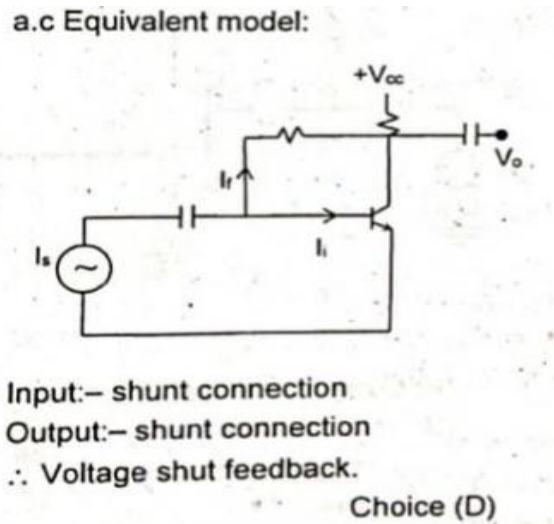 a.c Equivalent model:
+Vcc
Vo
If
Ii
Is
~
Input:– shunt connection
Output:– shunt connection
∴ Voltage shut feedback.
Choice (D)